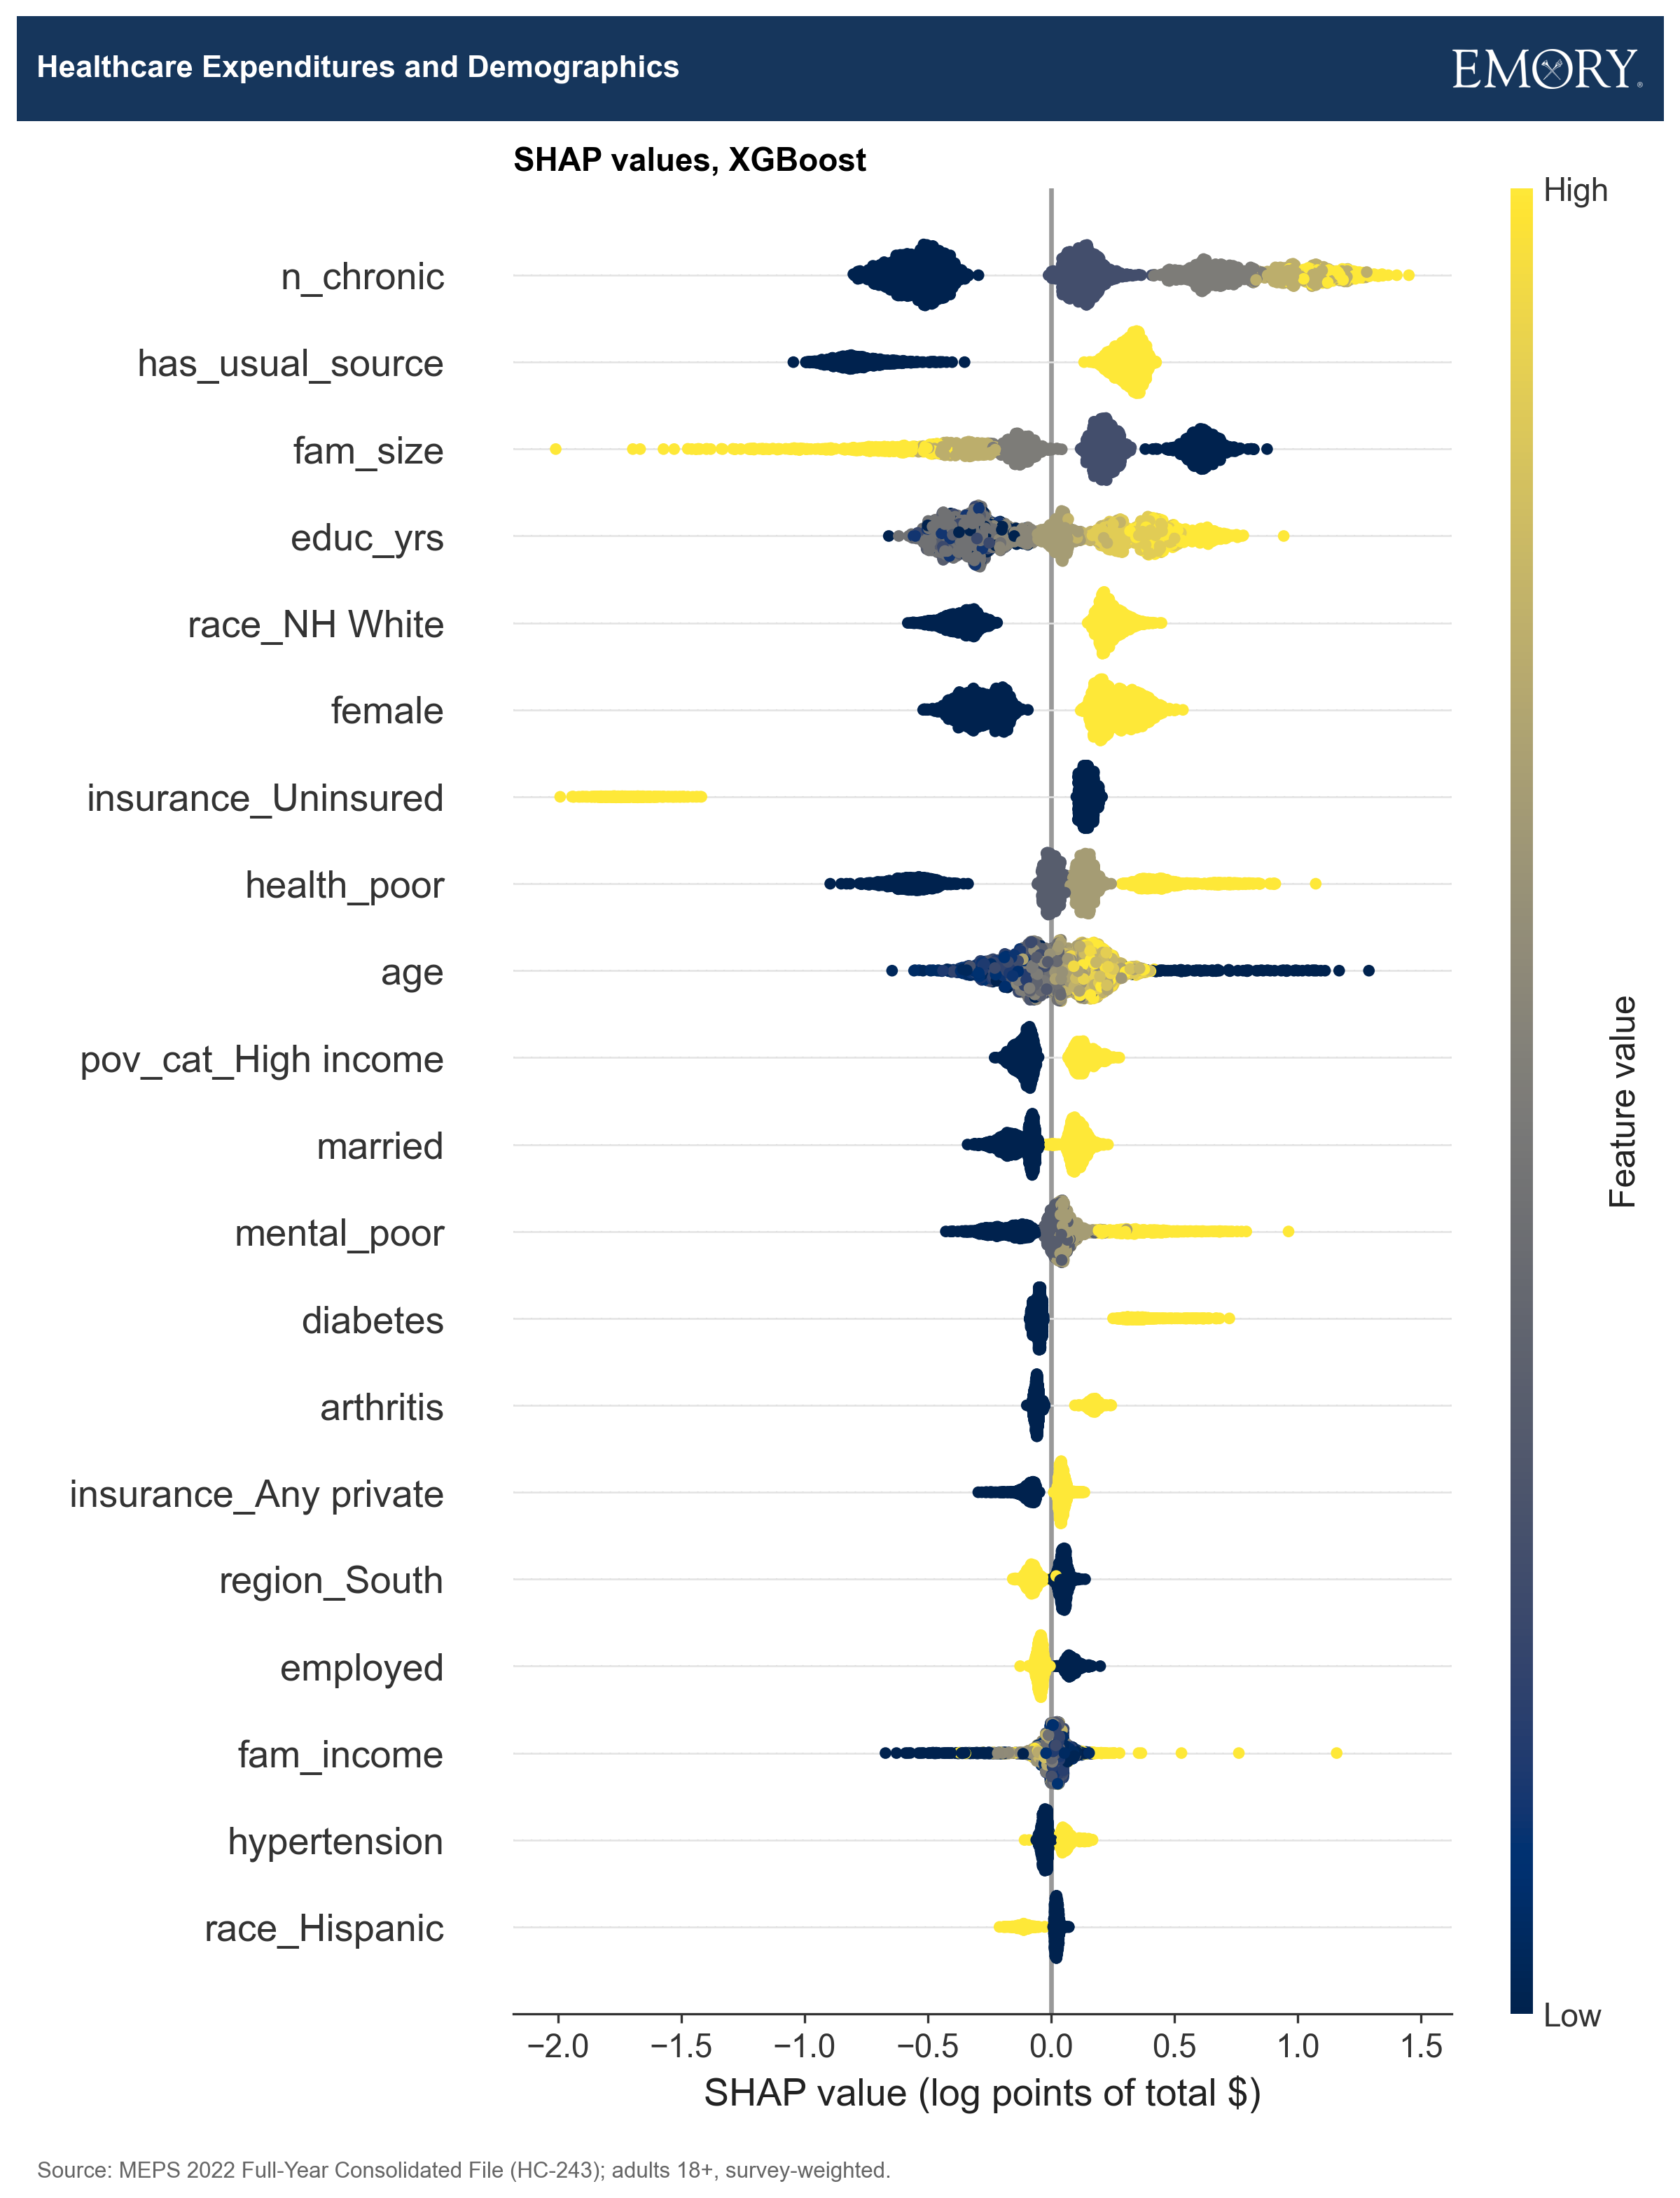 Healthcare Expenditures and Demographics
EMORY®
SHAP values, XGBoost
High
n_chronic
has_usual_source
fam_size
educ_yrs
race_NH White
female
insurance_Uninsured
health_poor
age
pov_cat_High income
married
mental_poor
diabetes
arthritis
insurance_Any private
region_South
employed
fam_income
hypertension
race_Hispanic
Feature value
Low
−2.0 −1.5 −1.0 −0.5 0.0 0.5 1.0 1.5
SHAP value (log points of total $)
Source: MEPS 2022 Full-Year Consolidated File (HC-243); adults 18+, survey-weighted.